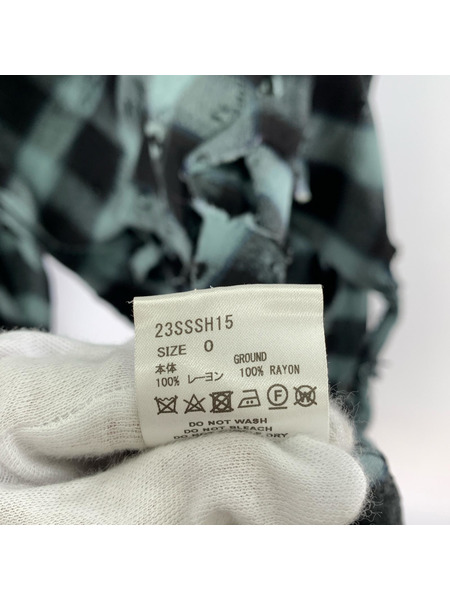 23SSSH15
SIZE 0
本体 GROUND
100% レーヨン 100% RAYON
F W
DO NOT WASH
DO NOT BLEACH
DRY